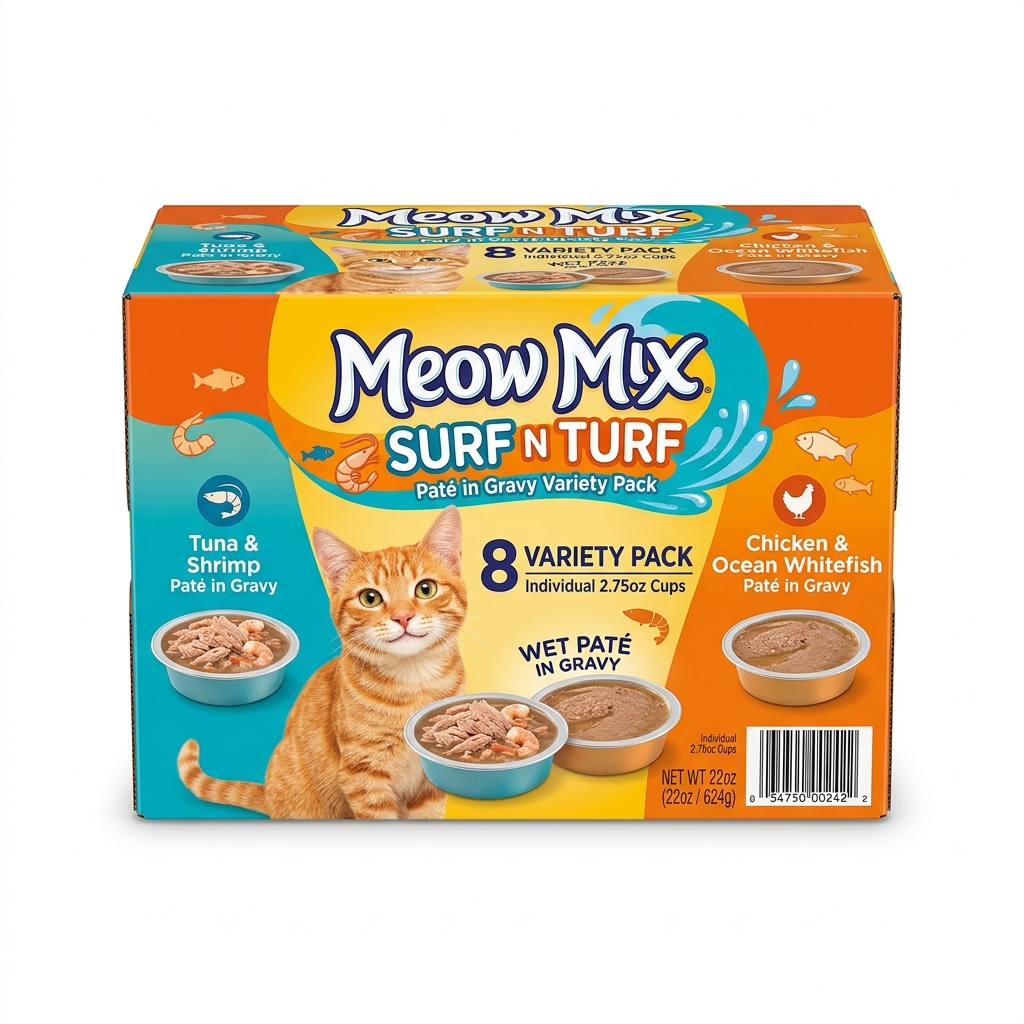 Meow Mix
SURF N TURF
8 VARIETY PACK
Meow Mix
SURF N TURF
Paté in Gravy Variety Pack
Tuna &
Shrimp
Paté in Gravy
8 VARIETY PACK
Individual 2.75oz Cups
WET PATÉ
IN GRAVY
Chicken &
Ocean Whitefish
Paté in Gravy
Individual
NET WT 22oz
(22oz / 624g)
0 54750 00242 2